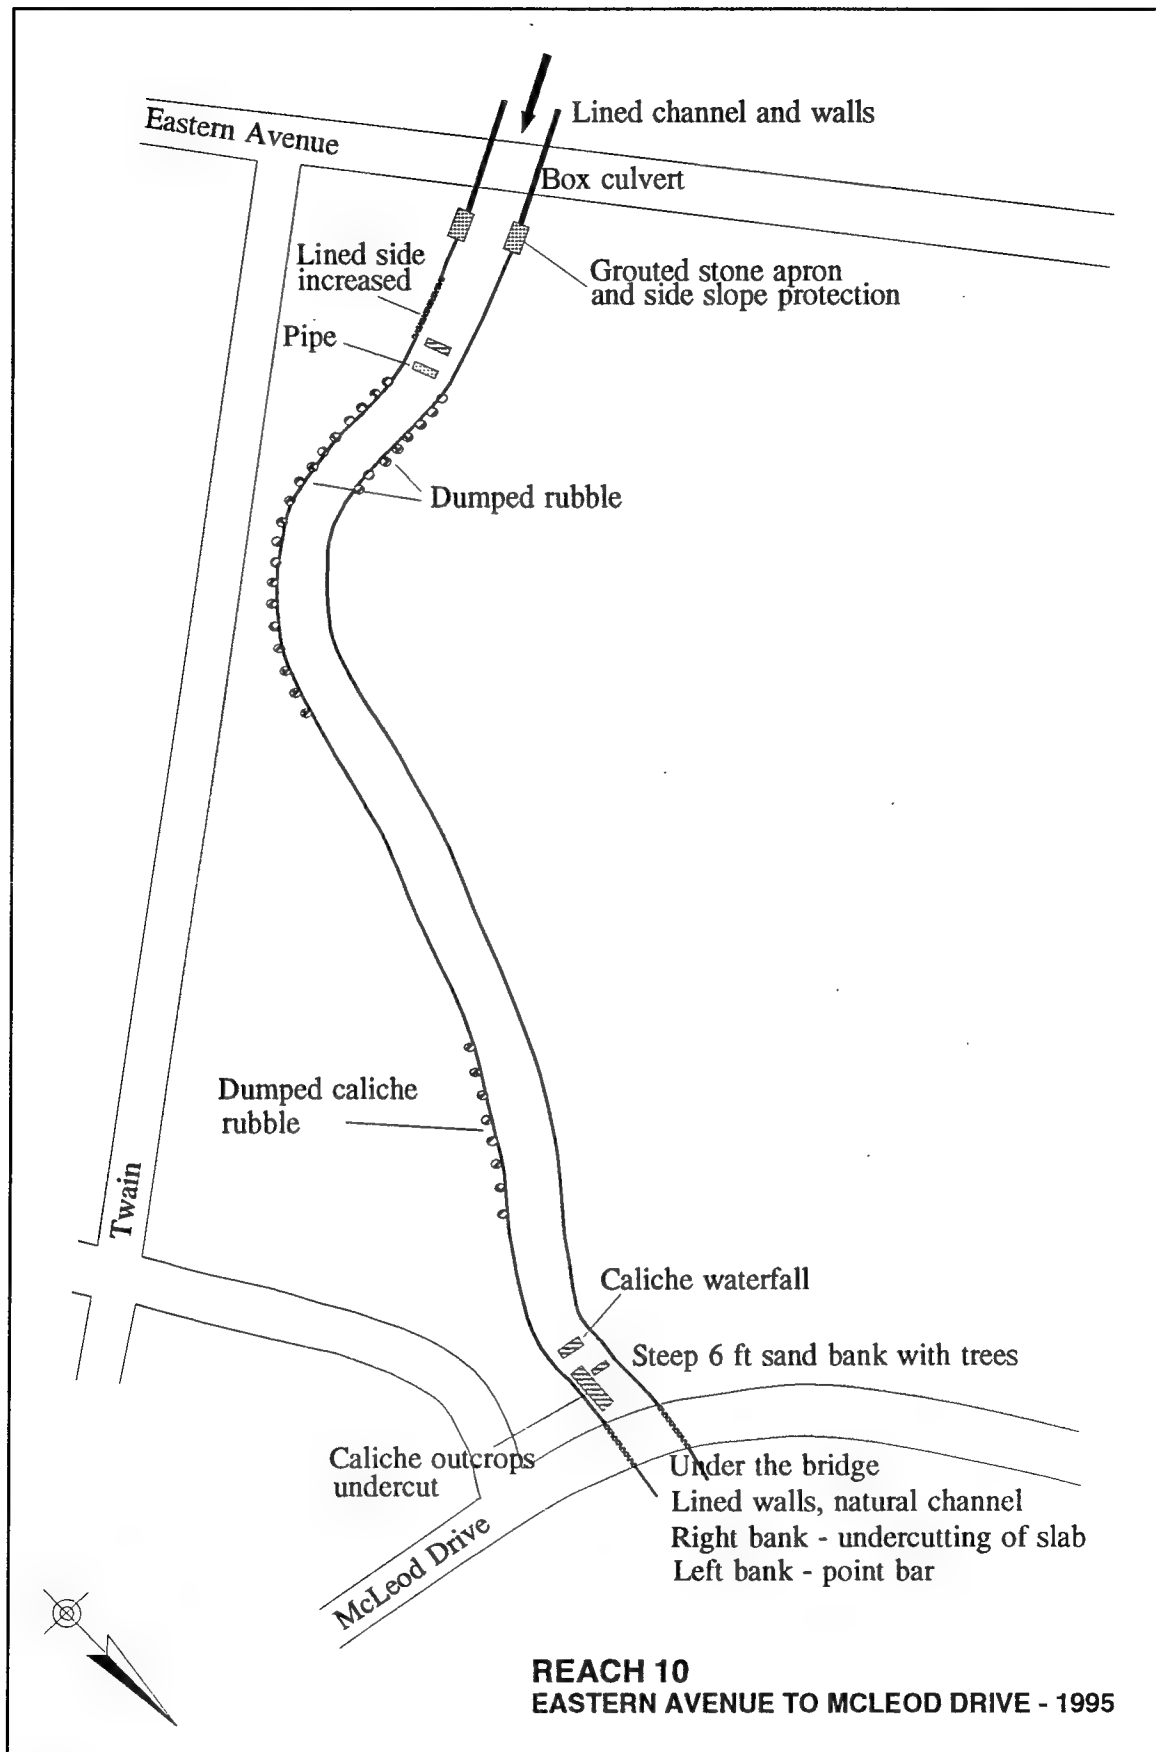 Lined channel and walls
Eastern Avenue
Box culvert
Lined side
increased
Grouted stone apron
and side slope protection
Pipe
Dumped rubble
Dumped caliche
rubble
Twain
Caliche waterfall
Steep 6 ft sand bank with trees
Caliche outcrops
undercut
Under the bridge
Lined walls, natural channel
Right bank - undercutting of slab
Left bank - point bar
McLeod Drive
REACH 10
EASTERN AVENUE TO MCLEOD DRIVE - 1995